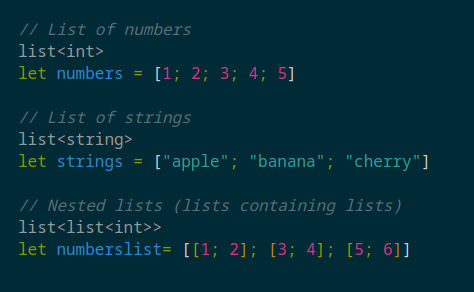 // List of numbers
list<int>
let numbers = [1; 2; 3; 4; 5]
// List of strings
list<string>
let strings = ["apple"; "banana"; "cherry"]
// Nested lists (lists containing lists)
list<list<int>>
let numberslist= [[1; 2]; [3; 4]; [5; 6]]